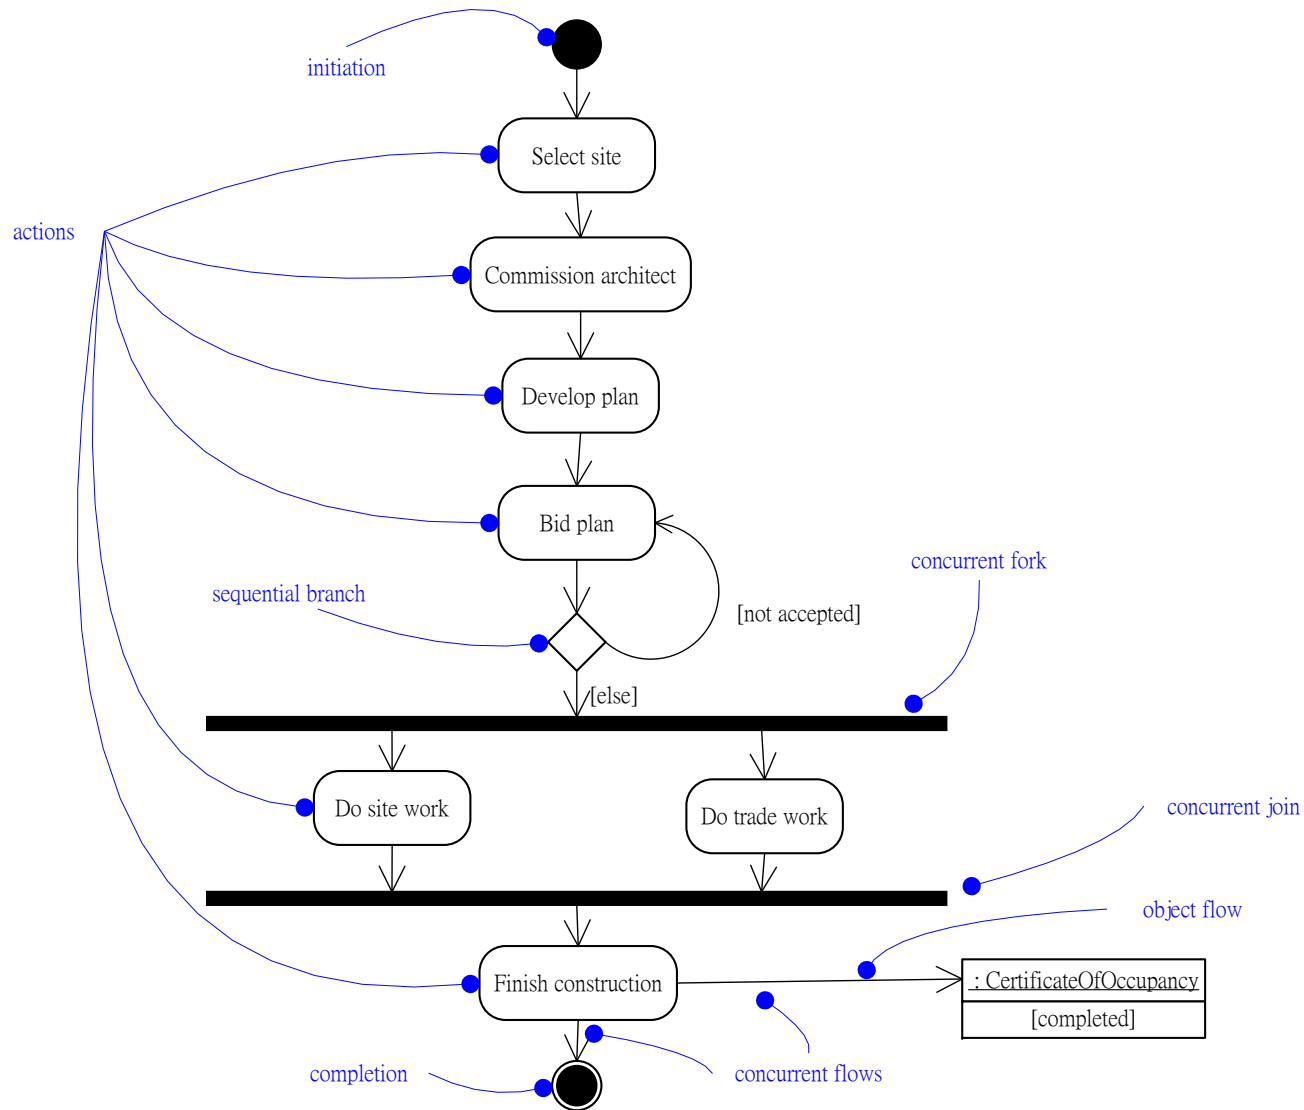 initiation
Select site
actions
Commission architect
Develop plan
Bid plan
concurrent fork
sequential branch
[not accepted]
[else]
Do site work
Do trade work
concurrent join
object flow
Finish construction
: CertificateOfOccupancy
[completed]
completion
concurrent flows